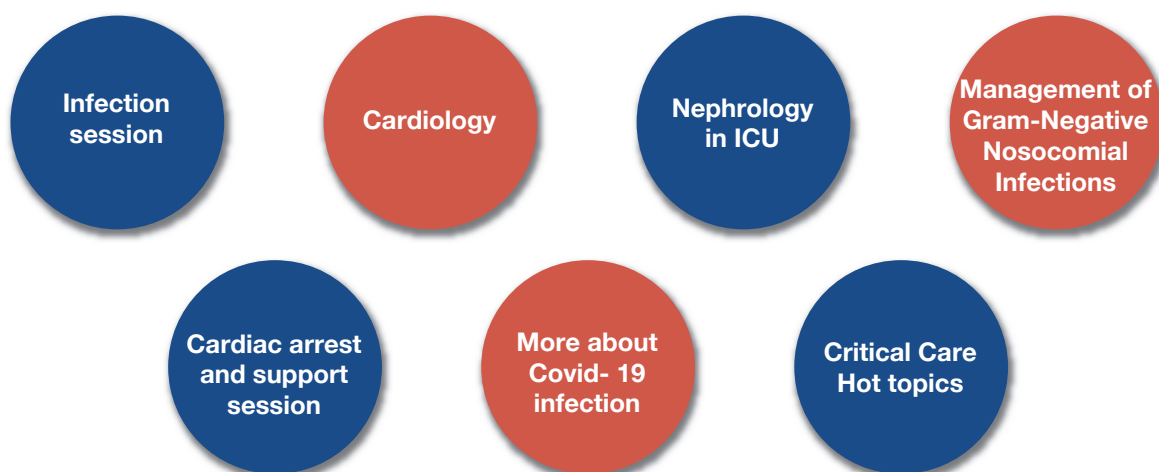 Infection
session
Cardiology
Nephrology
in ICU
Management of
Gram-Negative
Nosocomial
Infections
Cardiac arrest
and support
session
More about
Covid- 19
infection
Critical Care
Hot topics